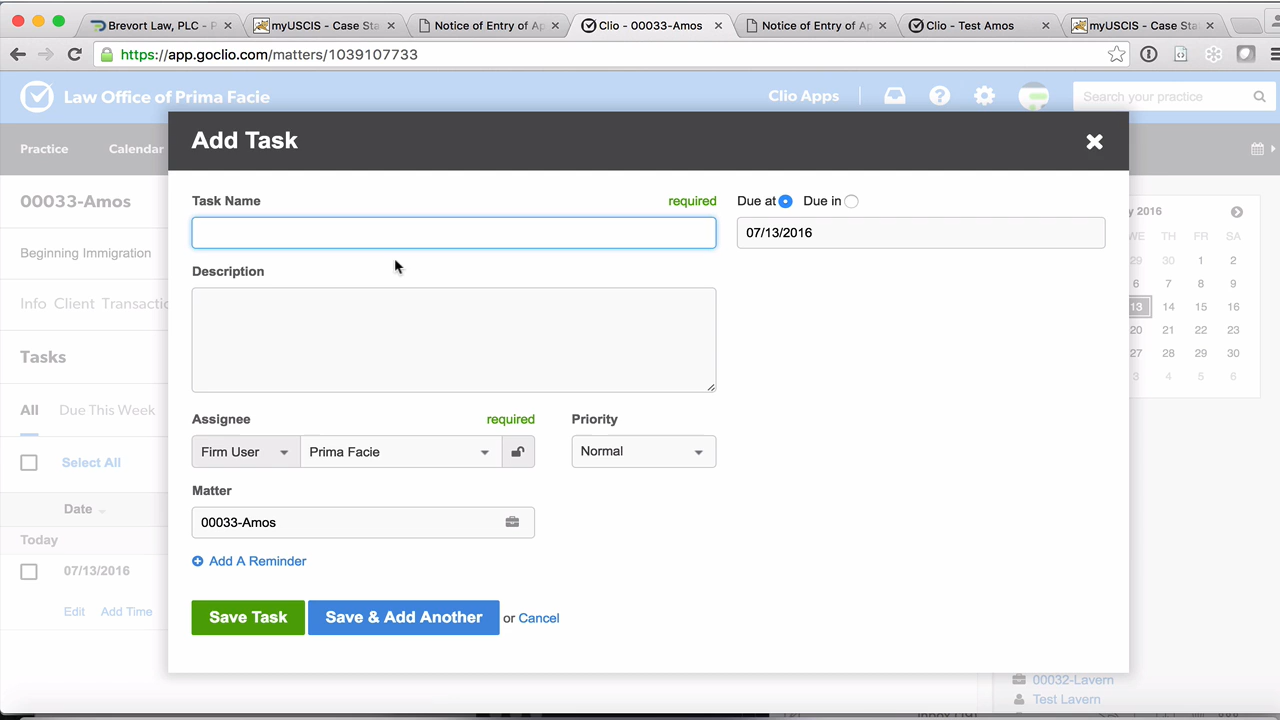 Brevort Law, PLC - P
myUSCIS - Case Sta
Notice of Entry of Ap
Clio - 00033-Amos
Notice of Entry of Ap
Clio - Test Amos
myUSCIS - Case Sta
https://app.goclio.com/matters/1039107733
Law Office of Prima Facie
Clio Apps
Search your practice
Practice
Calendar
Add Task
00033-Amos
Beginning Immigration
Info Client Transactio
Tasks
All
Due This Week
Select All
Date
Today
07/13/2016
Edit
Add Time
Task Name
required
Due at
Due in
07/13/2016
Description
Assignee
required
Priority
Firm User
Prima Facie
Normal
Matter
00033-Amos
Add A Reminder
Save Task
Save & Add Another
or Cancel
y 2016
WE TH FR SA
29 30 1 2
6 7 8 9
13 14 15 16
20 21 22 23
27 28 29 30
3 4 5 6
00032-Lavern
Test Lavern